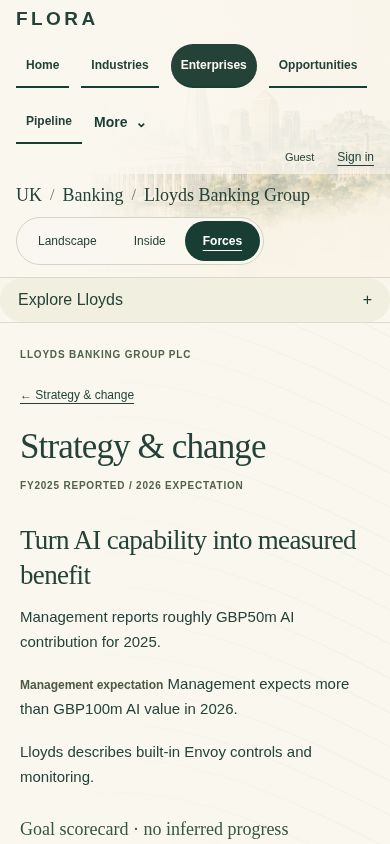 FLORA
Home Industries Enterprises Opportunities
Pipeline More
Guest Sign in
UK / Banking / Lloyds Banking Group
Landscape Inside Forces
Explore Lloyds +
LLOYDS BANKING GROUP PLC
← Strategy & change
Strategy & change
FY2025 REPORTED / 2026 EXPECTATION
Turn AI capability into measured
benefit
Management reports roughly GBP50m AI
contribution for 2025.
Management expectation Management expects more
than GBP100m AI value in 2026.
Lloyds describes built-in Envoy controls and
monitoring.
Goal scorecard · no inferred progress